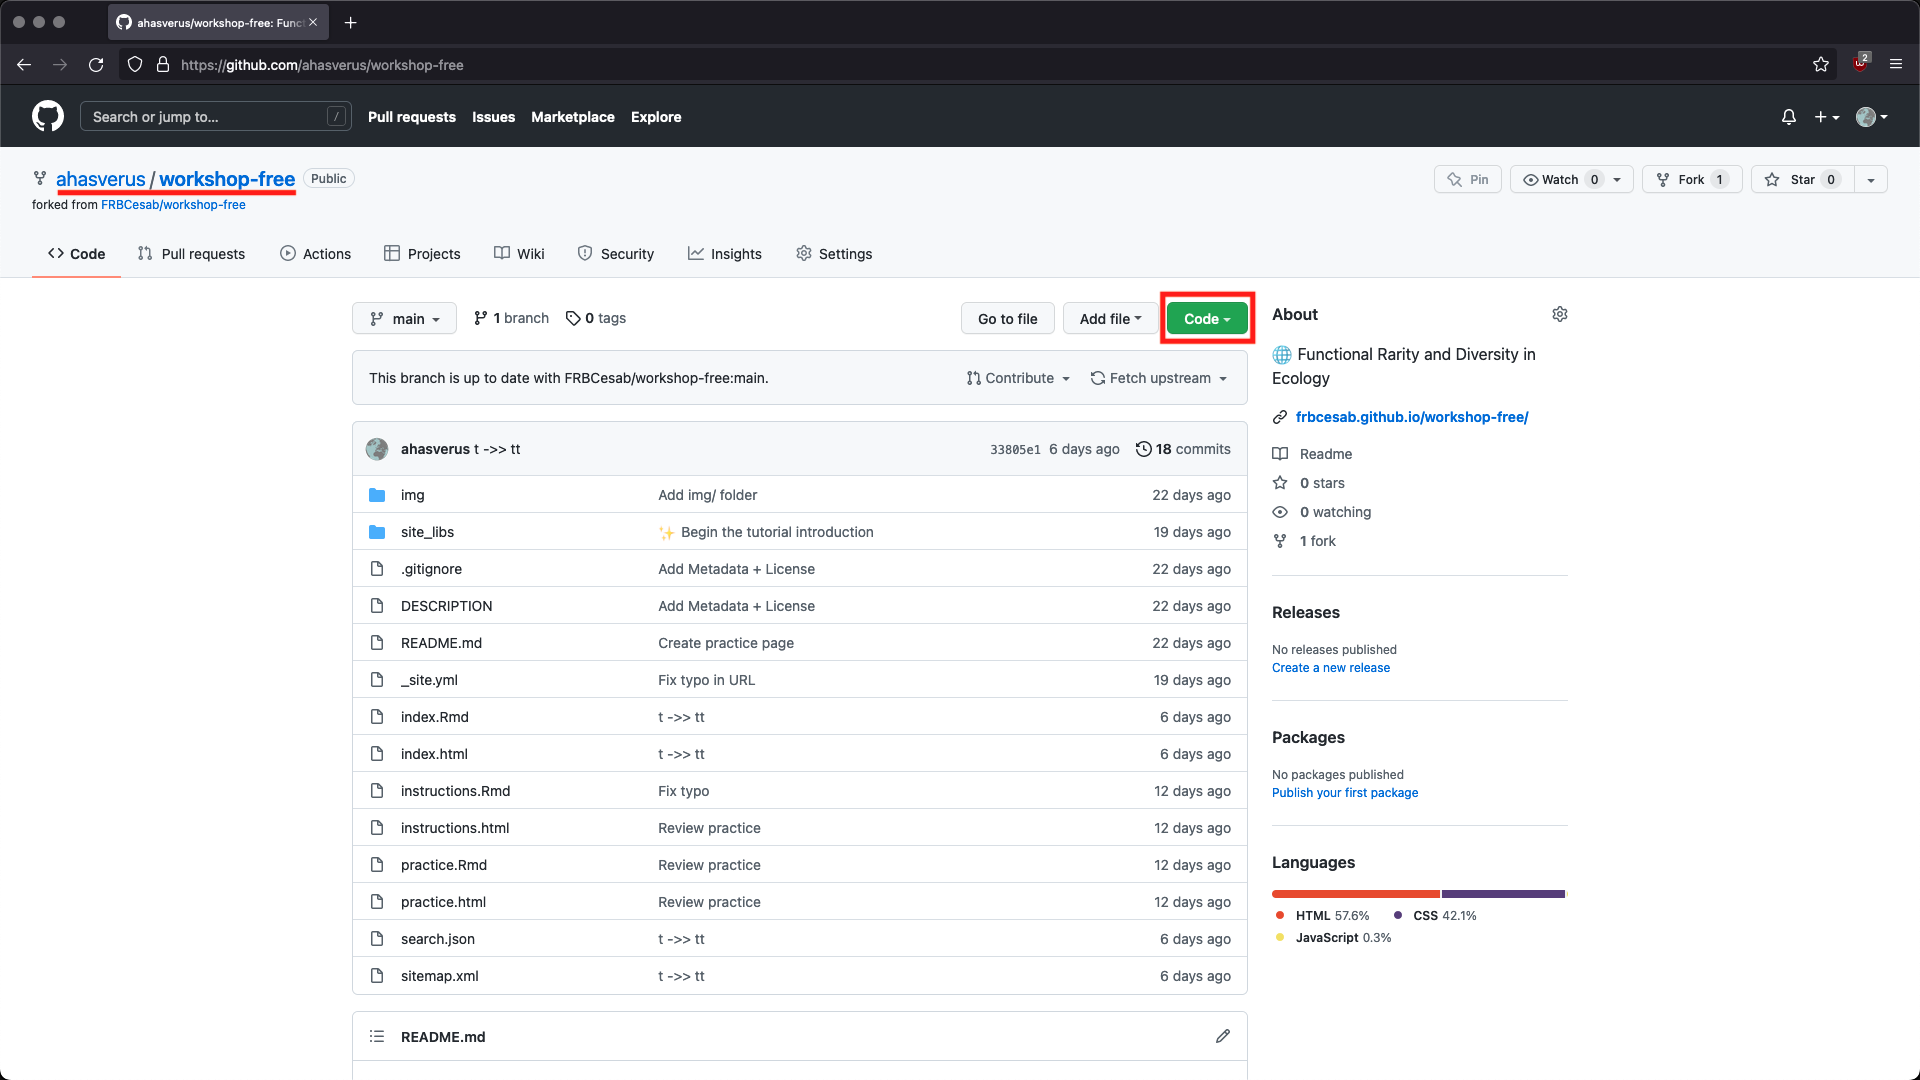 ahasverus/workshop-free: Func
https://github.com/ahasverus/workshop-free
2
Search or jump to... /
Pull requests Issues Marketplace Explore
ahasverus / workshop-free Public
forked from FRBCesab/workshop-free
Pin Watch 0 Fork 1 Star 0
Code Pull requests Actions Projects Wiki Security Insights Settings
main 1 branch 0 tags Go to file Add file Code
This branch is up to date with FRBCesab/workshop-free:main. Contribute Fetch upstream
ahasverus t ->> tt 33805e1 6 days ago 18 commits
img Add img/ folder 22 days ago
site_libs ✨ Begin the tutorial introduction 19 days ago
.gitignore Add Metadata + License 22 days ago
DESCRIPTION Add Metadata + License 22 days ago
README.md Create practice page 22 days ago
_site.yml Fix typo in URL 19 days ago
index.Rmd t ->> tt 6 days ago
index.html t ->> tt 6 days ago
instructions.Rmd Fix typo 12 days ago
instructions.html Review practice 12 days ago
practice.Rmd Review practice 12 days ago
practice.html Review practice 12 days ago
search.json t ->> tt 6 days ago
sitemap.xml t ->> tt 6 days ago
README.md
About
🌐 Functional Rarity and Diversity in
Ecology
frbcesab.github.io/workshop-free/
Readme
0 stars
0 watching
1 fork
Releases
No releases published
Create a new release
Packages
No packages published
Publish your first package
Languages
HTML 57.6% CSS 42.1%
JavaScript 0.3%